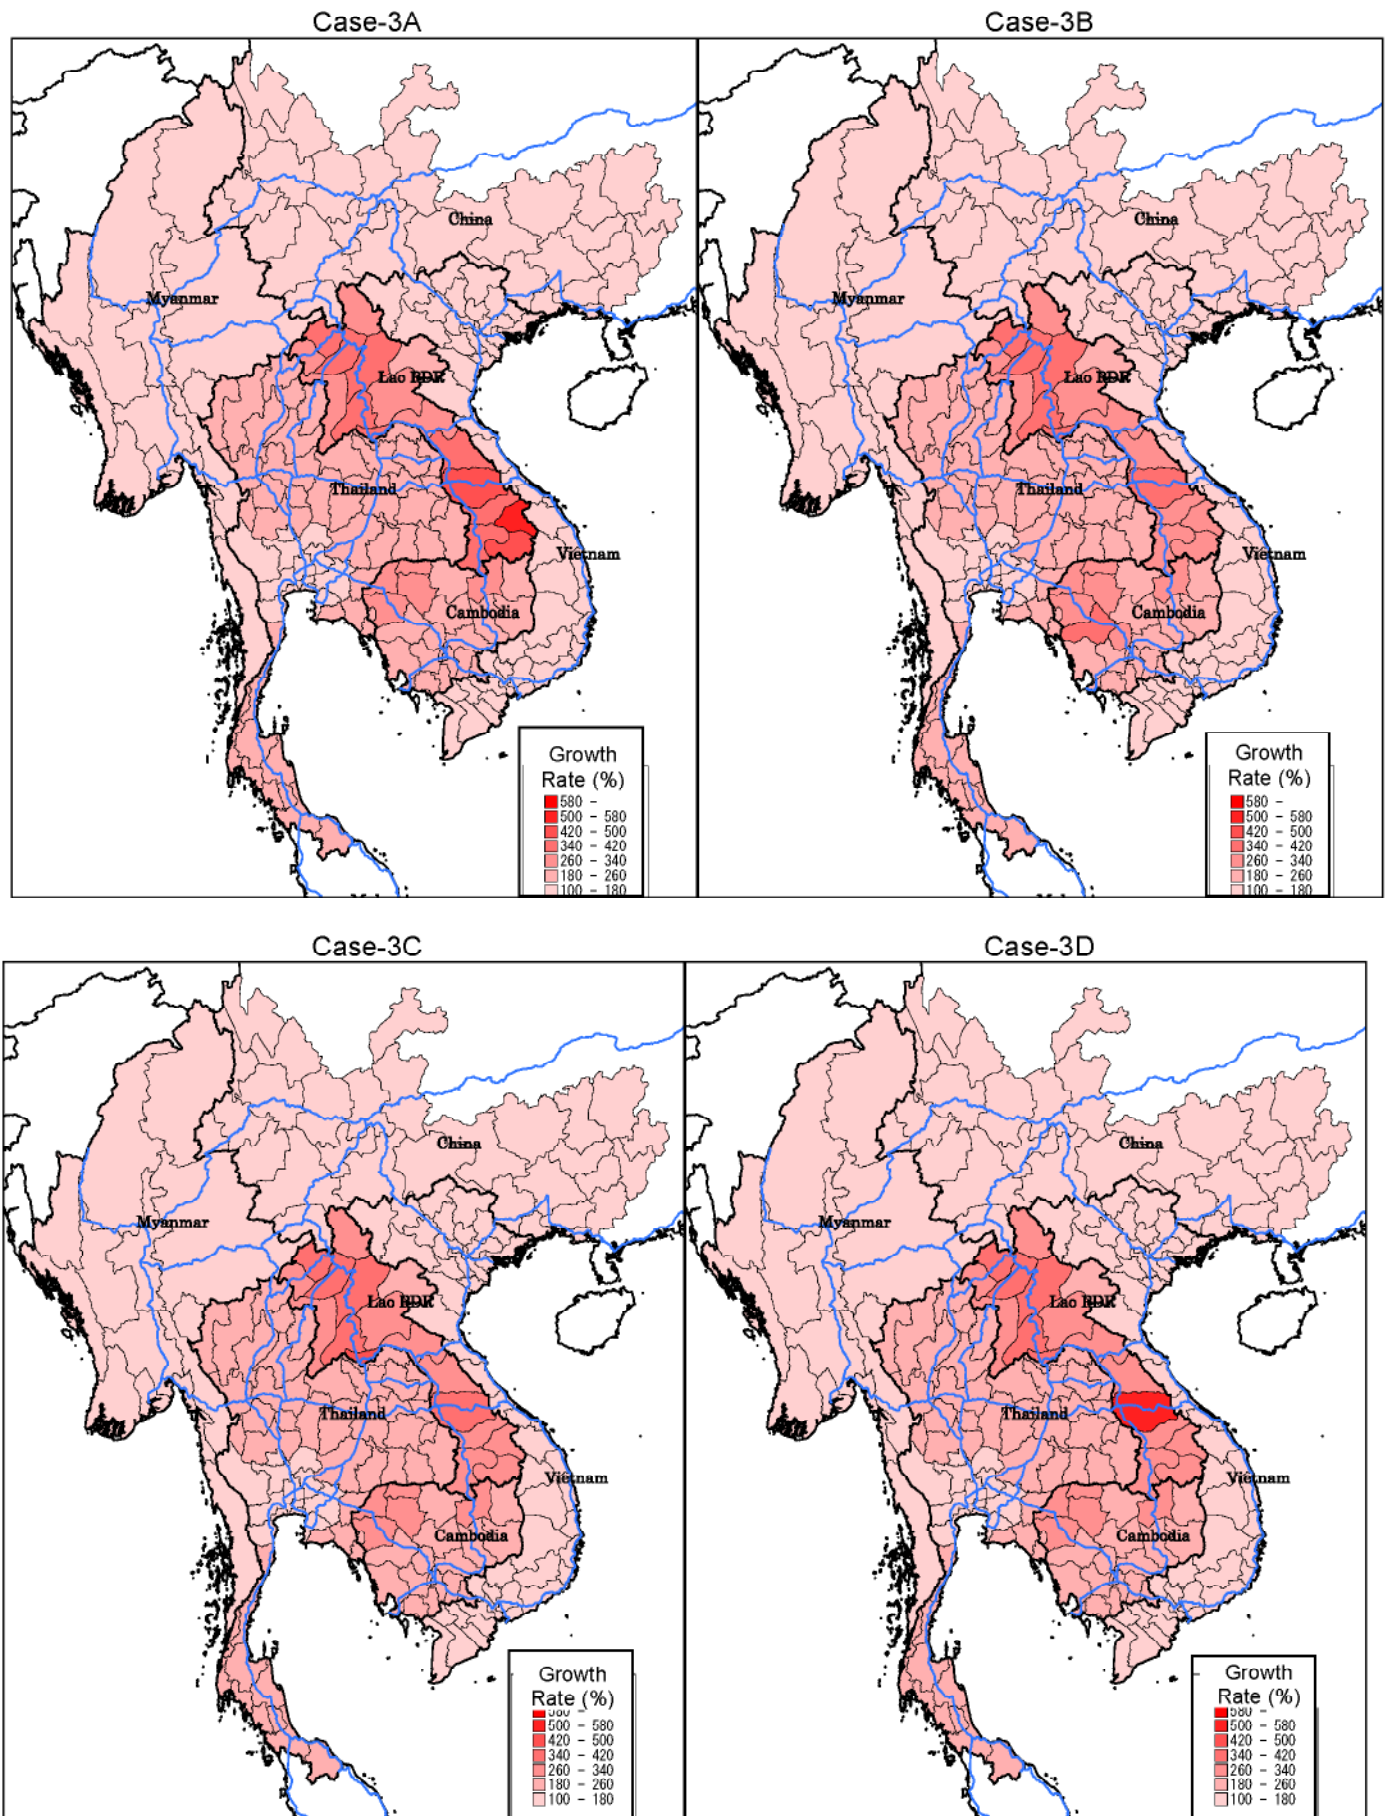 Case-3A
Case-3B
China
Myanmar
Lao PDR
Thailand
Vietnam
Cambodia
Growth
Rate (%)
580 -
500 - 580
420 - 500
340 - 420
260 - 340
180 - 260
100 - 180
China
Myanmar
Lao PDR
Thailand
Vietnam
Cambodia
Growth
Rate (%)
580 -
500 - 580
420 - 500
340 - 420
260 - 340
180 - 260
100 - 180
Case-3C
Case-3D
China
Myanmar
Lao PDR
Thailand
Vietnam
Cambodia
Growth
Rate (%)
580 -
500 - 580
420 - 500
340 - 420
260 - 340
180 - 260
100 - 180
China
Myanmar
Lao PDR
Thailand
Vietnam
Cambodia
Growth
Rate (%)
580 -
500 - 580
420 - 500
340 - 420
260 - 340
180 - 260
100 - 180